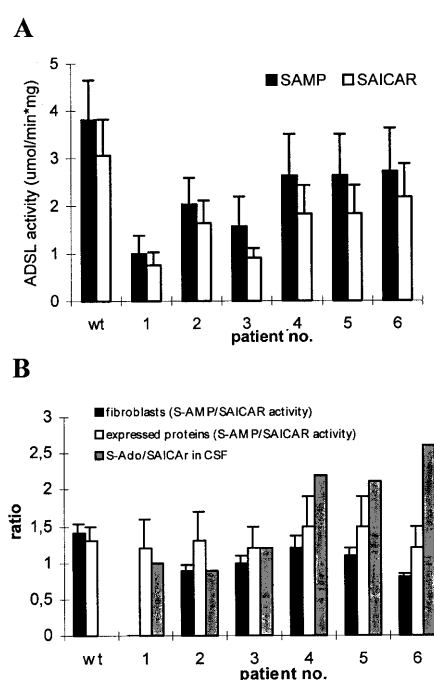 A
5
SAMP SAICAR
4
3
2
1
0
ADSL activity (umol/min*mg)
wt 1 2 3 4 5 6
patient no.
B
fibroblasts (S-AMP/SAICAR activity)
expressed proteins (S-AMP/SAICAR activity)
S-Ado/SAICAr in CSF
3
2,5
2
1,5
1
0,5
0
ratio
wt 1 2 3 4 5 6
patient no.